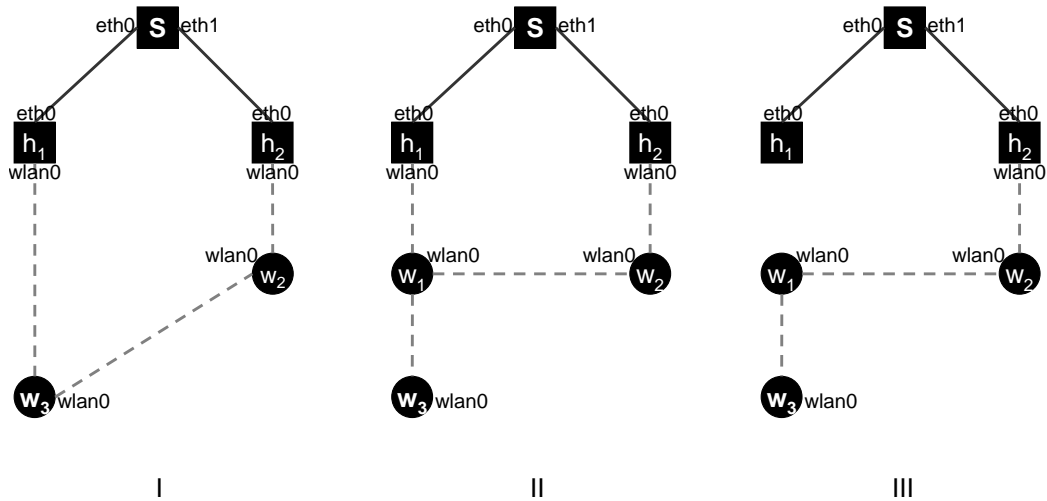 eth0 S eth1 eth0 S eth1 S eth0 eth1
eth0 eth0 eth0 eth0 eth0 eth0
h1 h2 h1 h2 h1 h2
wlan0 wlan0 wlan0 wlan0 wlan0
wlan0 wlan0 wlan0 wlan0 wlan0
w2 w1 w2 w1 w2
w3 wlan0 w3 wlan0 w3 wlan0
I II III